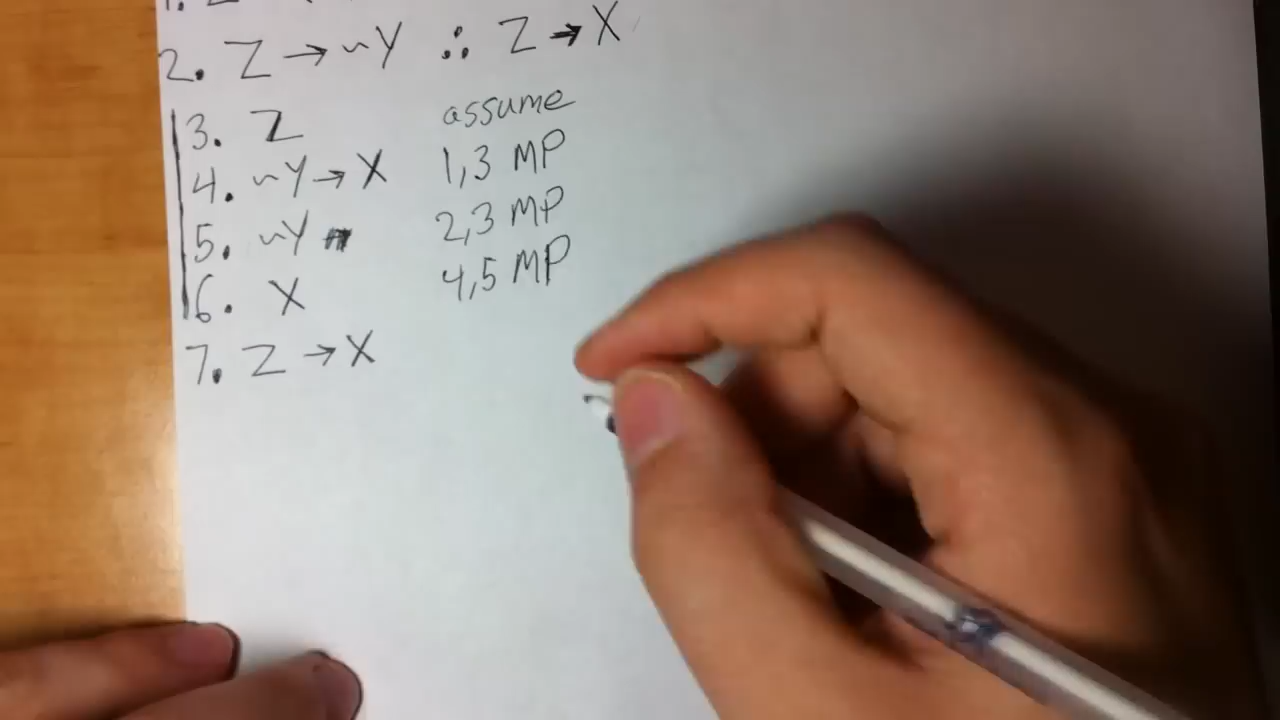 2. Z → ~Y ∴ Z → X
3. Z assume
4. ~Y → X 1,3 MP
5. ~Y 2,3 MP
6. X 4,5 MP
7. Z → X